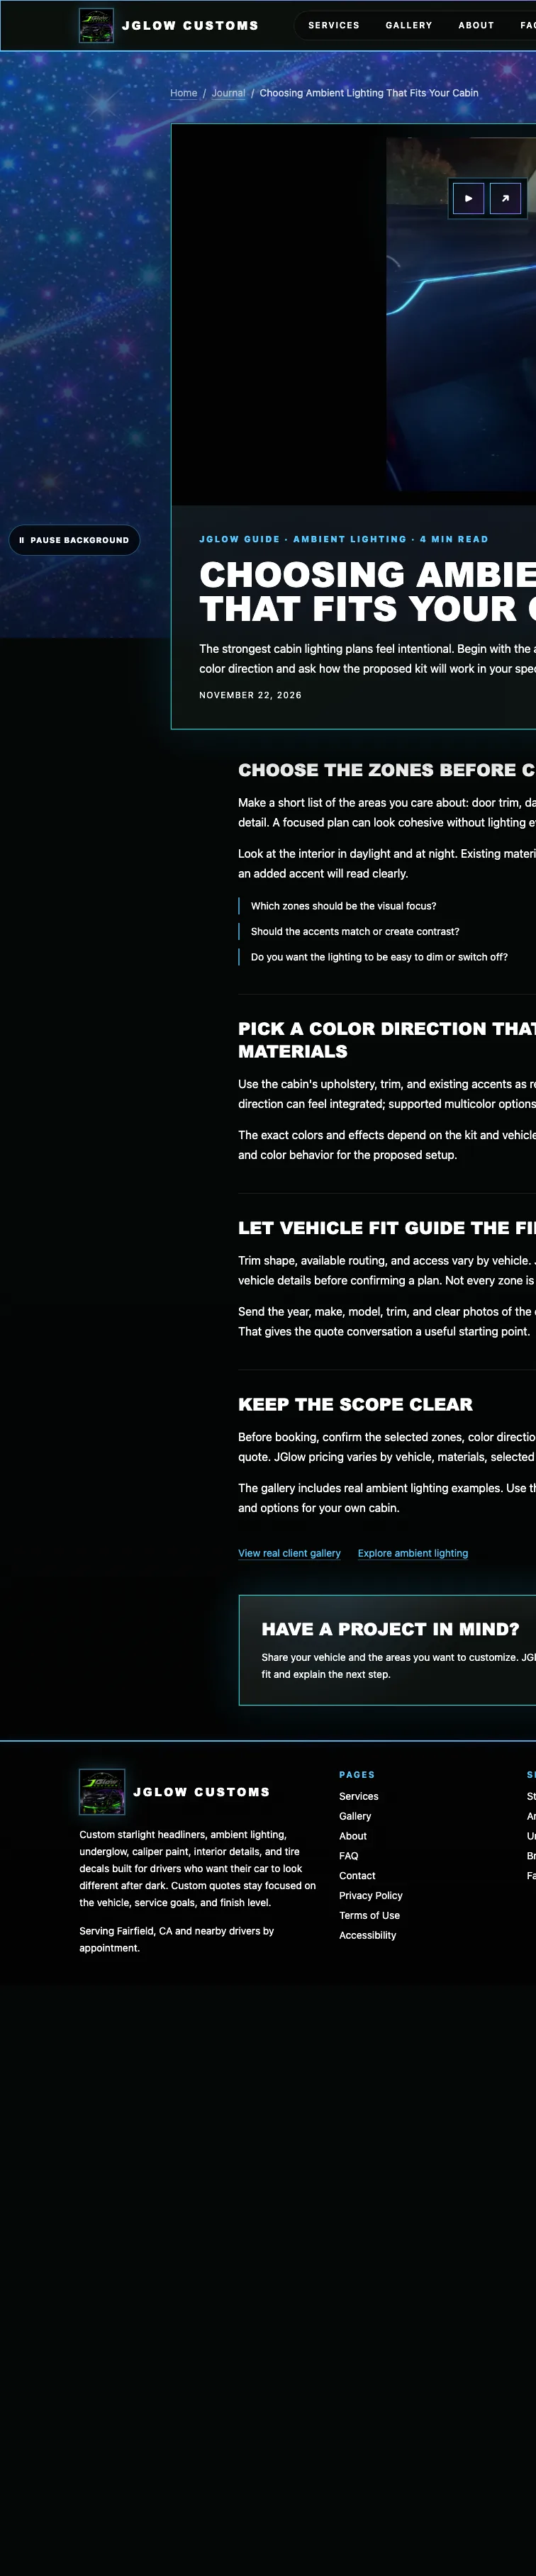 JGLOW CUSTOMS
SERVICES GALLERY ABOUT
Home / Journal / Choosing Ambient Lighting That Fits Your Cabin
PAUSE BACKGROUND
JGLOW GUIDE · AMBIENT LIGHTING · 4 MIN READ
CHOOSING
THAT FITS YOUR
The strongest cabin lighting plans feel intentional. Begin with the
color direction and ask how the proposed kit will work in your
NOVEMBER 22, 2026
CHOOSE THE ZONES BEFORE
Make a short list of the areas you care about: door trim,
detail. A focused plan can look cohesive without lighting
Look at the interior in daylight and at night. Existing
an added accent will read clearly.
Which zones should be the visual focus?
Should the accents match or create contrast?
Do you want the lighting to be easy to dim or switch off?
PICK A COLOR DIRECTION
MATERIALS
Use the cabin's upholstery, trim, and existing accents as
direction can feel integrated; supported multicolor options
The exact colors and effects depend on the kit and
and color behavior for the proposed setup.
LET VEHICLE FIT GUIDE THE
Trim shape, available routing, and access vary by vehicle.
vehicle details before confirming a plan. Not every zone is
Send the year, make, model, trim, and clear photos of the
That gives the quote conversation a useful starting point.
KEEP THE SCOPE CLEAR
Before booking, confirm the selected zones, color
quote. JGlow pricing varies by vehicle, materials, selected
The gallery includes real ambient lighting examples. Use
and options for your own cabin.
View real client gallery Explore ambient lighting
HAVE A PROJECT IN MIND?
Share your vehicle and the areas you want to customize.
fit and explain the next step.
JGLOW CUSTOMS
Custom starlight headliners, ambient lighting,
underglow, caliper paint, interior details, and tire
decals built for drivers who want their car to look
different after dark. Custom quotes stay focused on
the vehicle, service goals, and finish level.
Serving Fairfield, CA and nearby drivers by
appointment.
PAGES
Services
Gallery
About
FAQ
Contact
Privacy Policy
Terms of Use
Accessibility